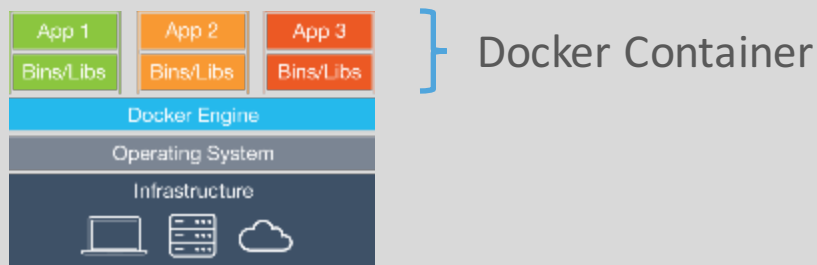 App 1 App 2 App 3
Bins/Libs Bins/Libs Bins/Libs
Docker Container
Docker Engine
Operating System
Infrastructure